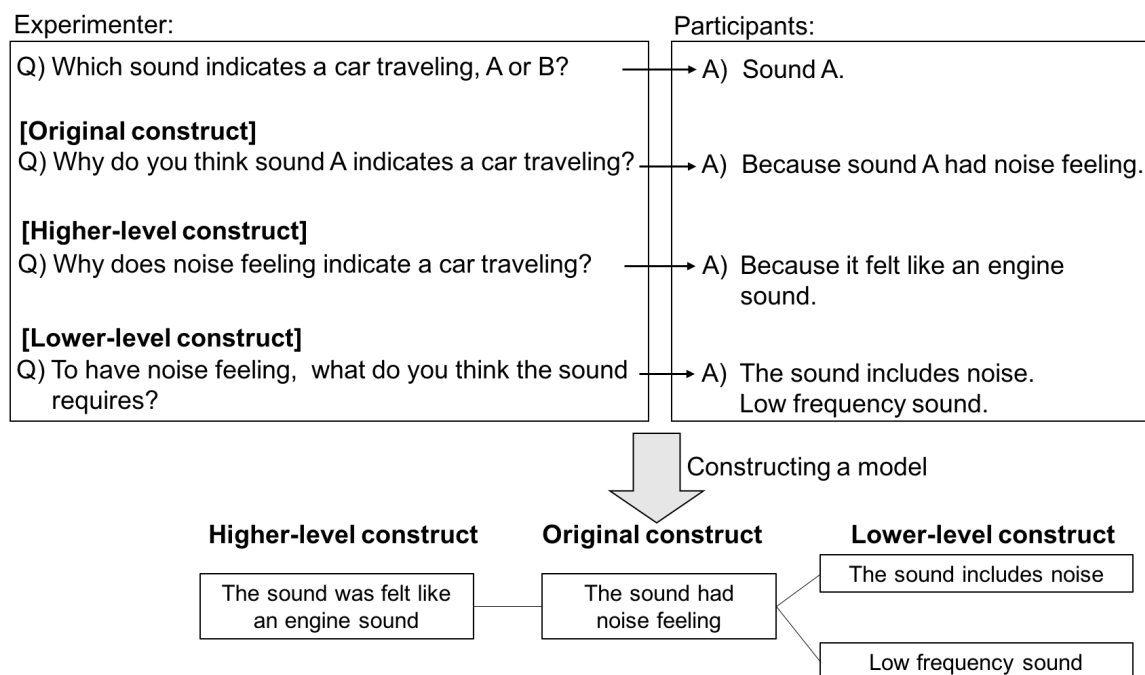 Experimenter:
Participants:
Q) Which sound indicates a car traveling, A or B?
A) Sound A.
[Original construct]
Q) Why do you think sound A indicates a car traveling?
A) Because sound A had noise feeling.
[Higher-level construct]
Q) Why does noise feeling indicate a car traveling?
A) Because it felt like an engine
sound.
[Lower-level construct]
Q) To have noise feeling, what do you think the sound
requires?
A) The sound includes noise.
Low frequency sound.
Constructing a model
Higher-level construct
Original construct
Lower-level construct
The sound was felt like
an engine sound
The sound had
noise feeling
The sound includes noise
Low frequency sound